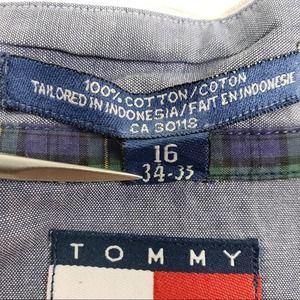 100% COTTON/COTON
TAILORED IN INDONESIA/FAIT EN INDONESIE
CA 30118
16
34-35
TOMMY